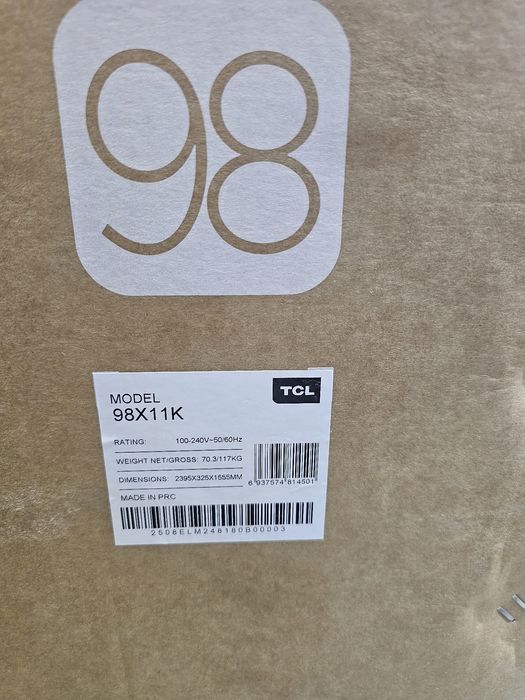 98
TCL
MODEL
98X11K
RATING: 100-240V~50/60Hz
WEIGHT NET/GROSS: 70.3/117KG
DIMENSIONS: 2395X325X1555MM
6 937574 814501
MADE IN PRC
2508ELM248180B00003